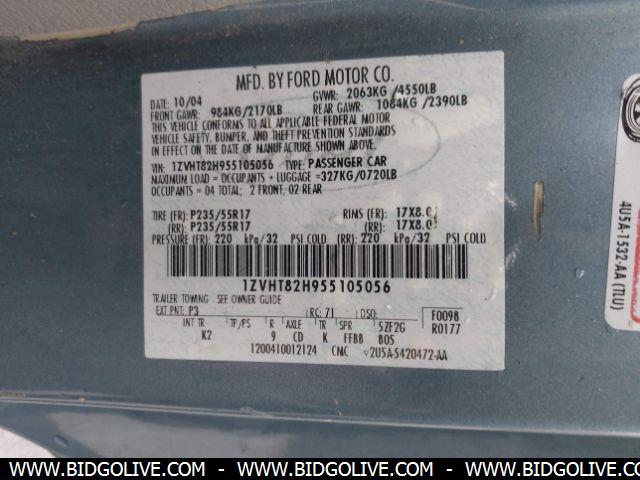 MFD. BY FORD MOTOR CO.
DATE: 10/04 GVWR: 2063KG /4550LB
FRONT GAWR: 984KG/2170LB REAR GAWR: 1084KG/2390LB
THIS VEHICLE CONFORMS TO ALL APPLICABLE FEDERAL MOTOR
VEHICLE SAFETY, BUMPER, AND THEFT PREVENTION STANDARDS
IN EFFECT ON THE DATE OF MANUFACTURE SHOWN ABOVE.
VIN: 1ZVHT82H955105056 TYPE: PASSENGER CAR
MAXIMUM LOAD = OCCUPANTS + LUGGAGE =327KG/0720LB
OCCUPANTS = 04 TOTAL; 2 FRONT, 02 REAR
TIRE (FR): P235/55R17 RIMS (FR): 17X8.0J
(RR): P235/55R17 (RR): 17X8.0J
PRESSURE (FR): 220 kPa/32 PSI COLD (RR): 220 kPa/32 PSI COLD
1ZVHT82H955105056
TRAILER TOWING - SEE OWNER GUIDE
EXT PNT: P3 RC: 71 DSO: F0098
INT TR TP/PS R AXLE TR SPR 5ZF2G R0177
K2 9 CD K FFBB BOS
1200410012124 CMC ▽2U5A-5420472-AA
4U5A-1532-AA (TLU)
WWW.BIDGOLIVE.COM - WWW.BIDGOLIVE.COM - WWW.BIDGOLIVE.COM